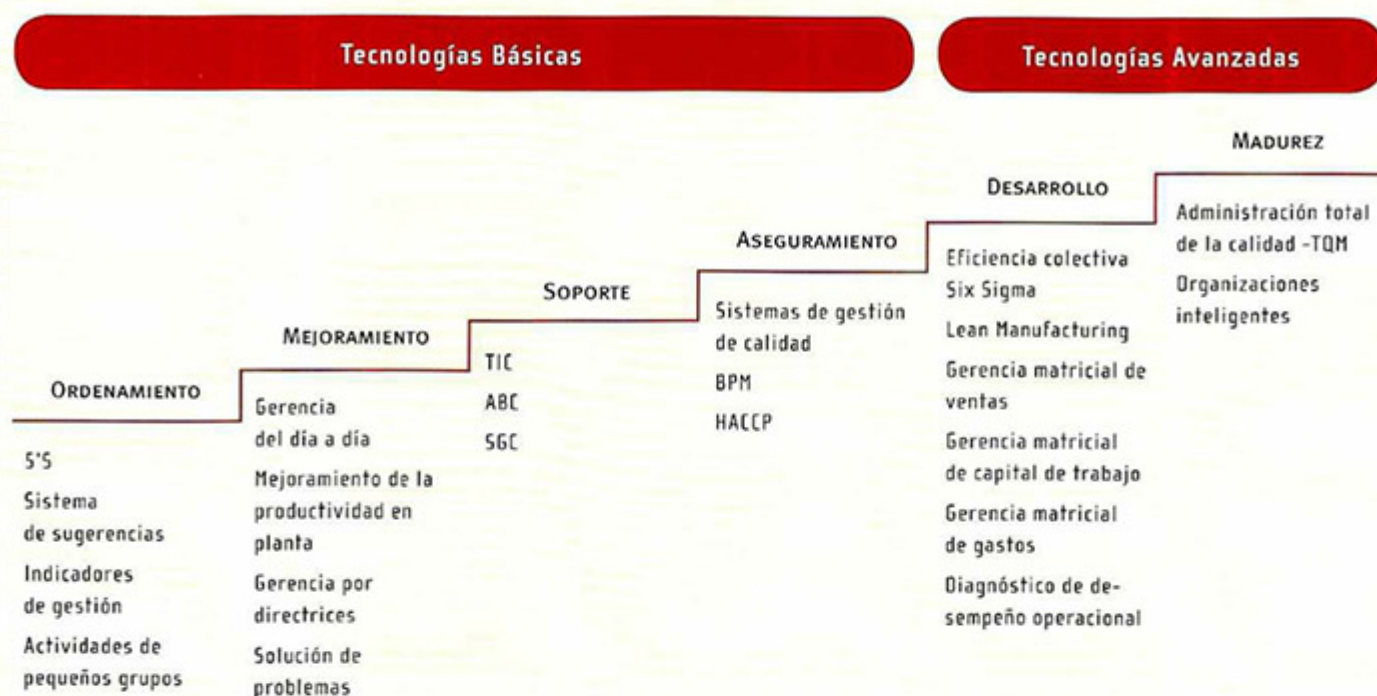 Tecnologías Básicas
Tecnologías Avanzadas
ORDENAMIENTO
5'S
Sistema
de sugerencias
Indicadores
de gestión
Actividades de
pequeños grupos
MEJORAMIENTO
Gerencia
del día a día
Mejoramiento de la
productividad en
planta
Gerencia por
directrices
Solución de
problemas
SOPORTE
TIC
ABC
SGC
ASEGURAMIENTO
Sistemas de gestión
de calidad
BPM
HACCP
DESARROLLO
Eficiencia colectiva
Six Sigma
Lean Manufacturing
Gerencia matricial de
ventas
Gerencia matricial
de capital de trabajo
Gerencia matricial
de gastos
Diagnóstico de de-
sempeño operacional
MADUREZ
Administración total
de la calidad -TQM
Organizaciones
inteligentes